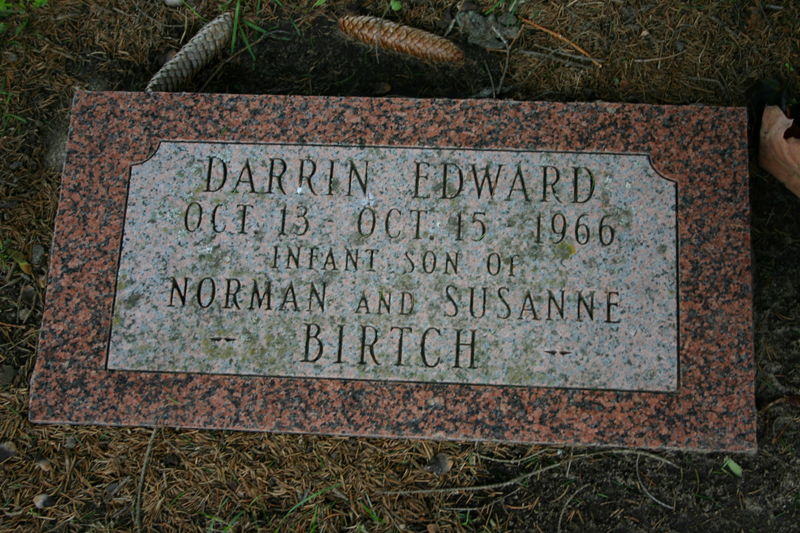 DARRIN EDWARD
OCT. 13 - OCT. 15 - 1966
INFANT SON OF
NORMAN AND SUSANNE
BIRTCH